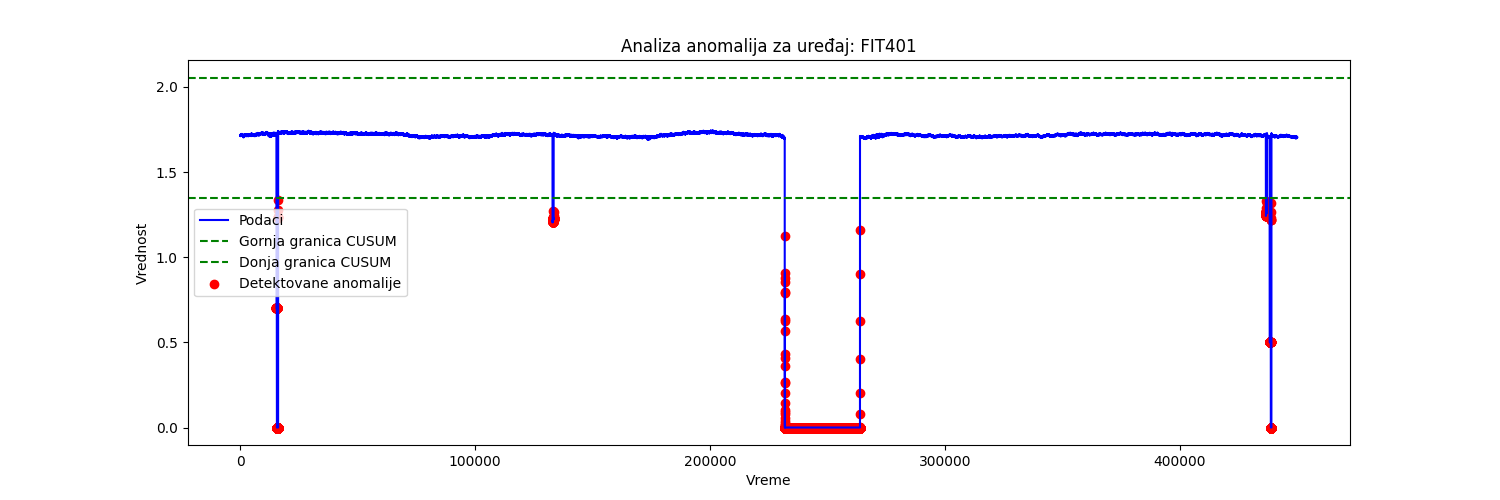 Analiza anomalija za uređaj: FIT401
2.0
1.5
1.0
0.5
0.0
Vrednost
Podaci
Gornja granica CUSUM
Donja granica CUSUM
Detektovane anomalije
0 100000 200000 300000 400000
Vreme